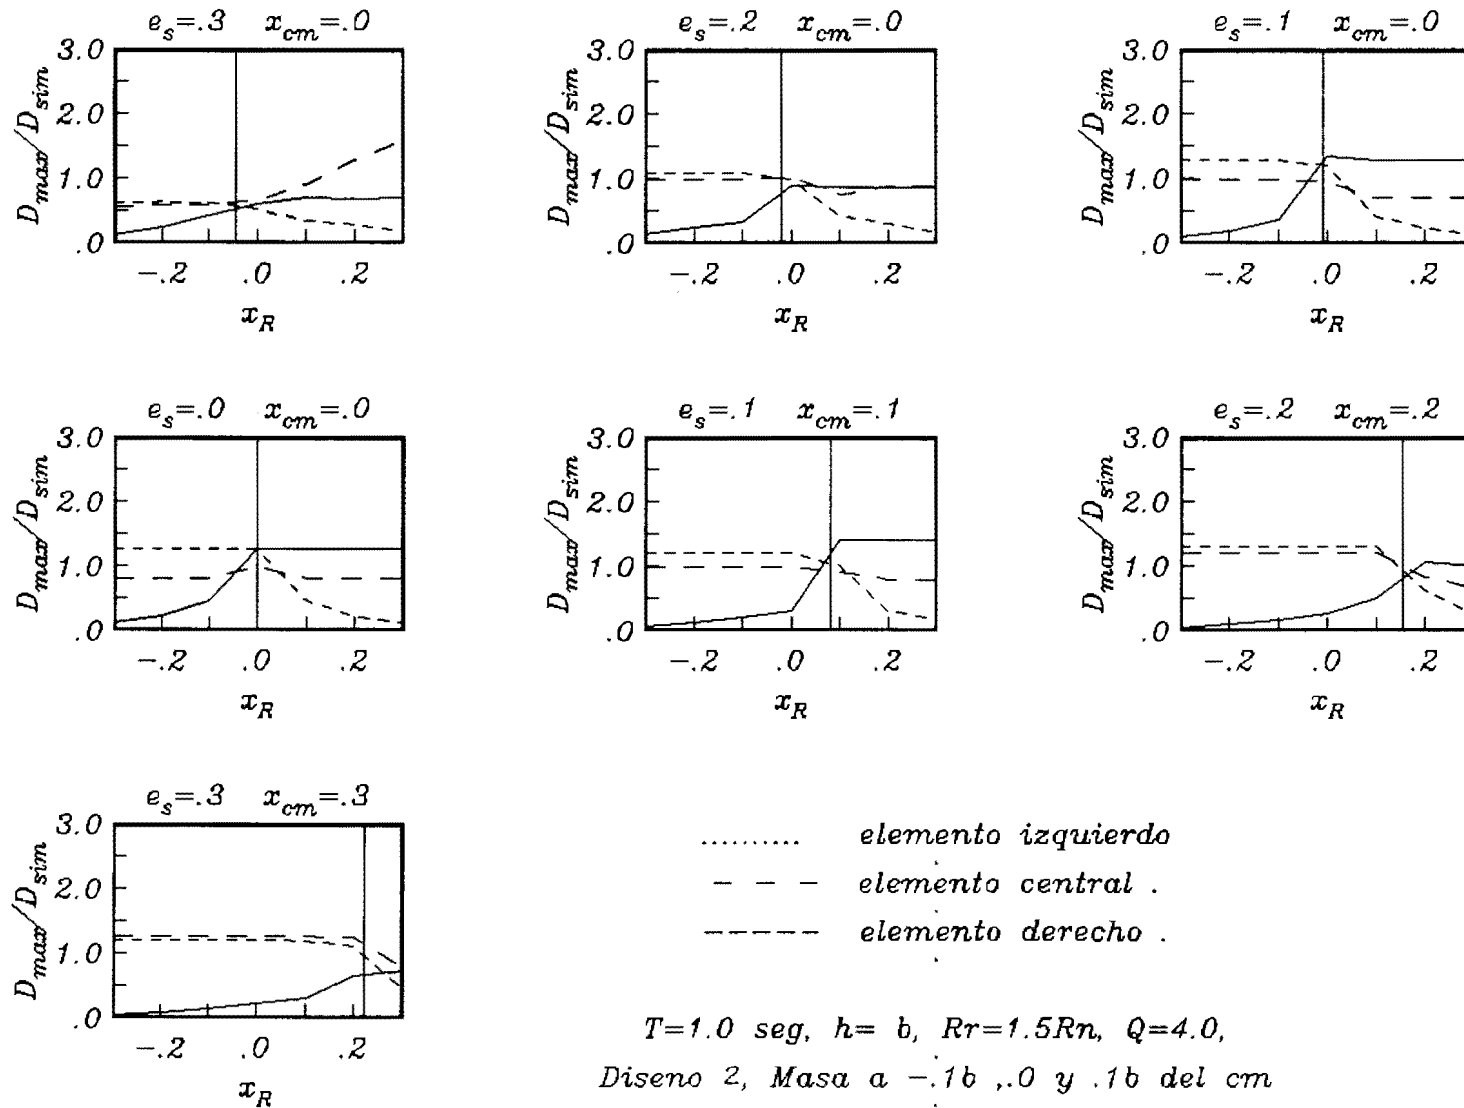 e_s=.3 x_cm=.0
D_max/D_sim
3.0
2.0
1.0
.0
-.2 .0 .2
x_R
e_s=.2 x_cm=.0
D_max/D_sim
3.0
2.0
1.0
.0
-.2 .0 .2
x_R
e_s=.1 x_cm=.0
D_max/D_sim
3.0
2.0
1.0
.0
-.2 .0 .2
x_R
e_s=.0 x_cm=.0
D_max/D_sim
3.0
2.0
1.0
.0
-.2 .0 .2
x_R
e_s=.1 x_cm=.1
D_max/D_sim
3.0
2.0
1.0
.0
-.2 .0 .2
x_R
e_s=.2 x_cm=.2
D_max/D_sim
3.0
2.0
1.0
.0
-.2 .0 .2
x_R
e_s=.3 x_cm=.3
D_max/D_sim
3.0
2.0
1.0
.0
-.2 .0 .2
x_R
.......... elemento izquierdo
— — — elemento central .
------ elemento derecho .
T=1.0 seg, h= b, Rr=1.5Rn, Q=4.0,
Diseno 2, Masa a -.1b ,.0 y .1b del cm